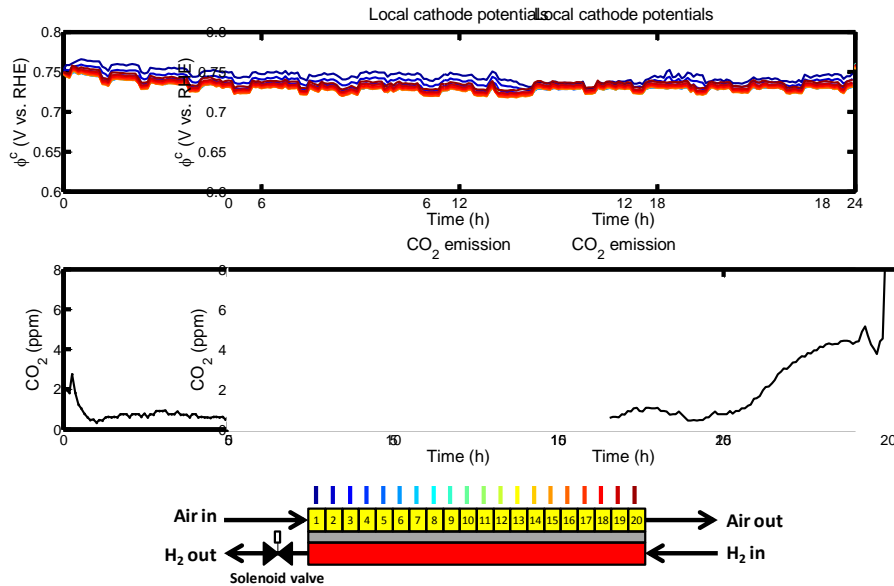 Local cathode potentials Local cathode potentials
0.8 0.8
0.75 0.75
0.7 0.7
0.65 0.65
0.6 0.6
ϕc (V vs. RHE) ϕc (V vs. RHE)
0 0 6 6 12 12 18 18 24
Time (h) Time (h)
CO2 emission CO2 emission
8 8
6 6
4 4
2 2
0 0
CO2 (ppm) CO2 (ppm)
0 5 10 15 20
Time (h) Time (h)
Air in 1 2 3 4 5 6 7 8 9 10 11 12 13 14 15 16 17 18 19 20 Air out
H2 out H2 in
Solenoid valve